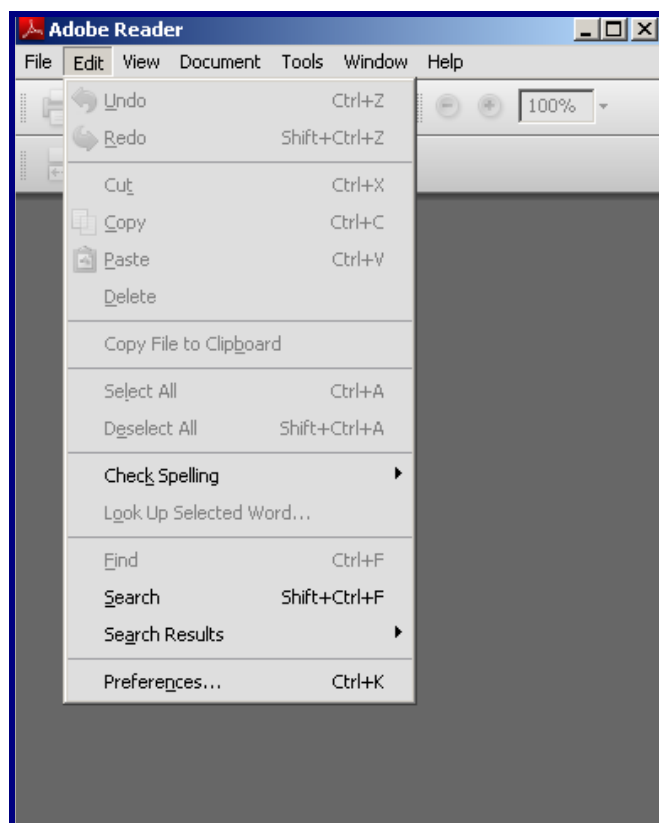 Adobe Reader
File Edit View Document Tools Window Help
100%
Undo Ctrl+Z
Redo Shift+Ctrl+Z
Cut Ctrl+X
Copy Ctrl+C
Paste Ctrl+V
Delete
Copy File to Clipboard
Select All Ctrl+A
Deselect All Shift+Ctrl+A
Check Spelling
Look Up Selected Word...
Find Ctrl+F
Search Shift+Ctrl+F
Search Results
Preferences... Ctrl+K